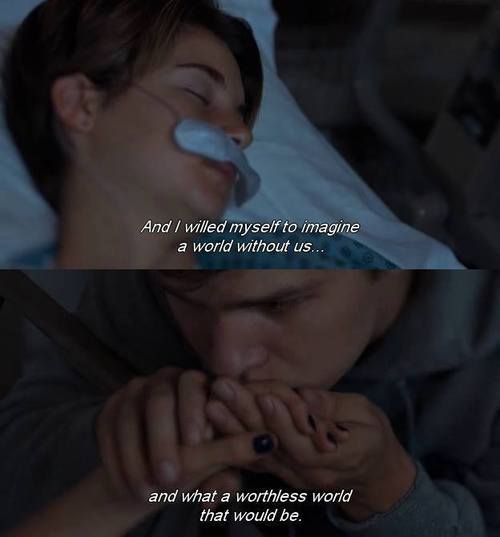 And I willed myself to imagine
a world without us...
and what a worthless world
that would be.